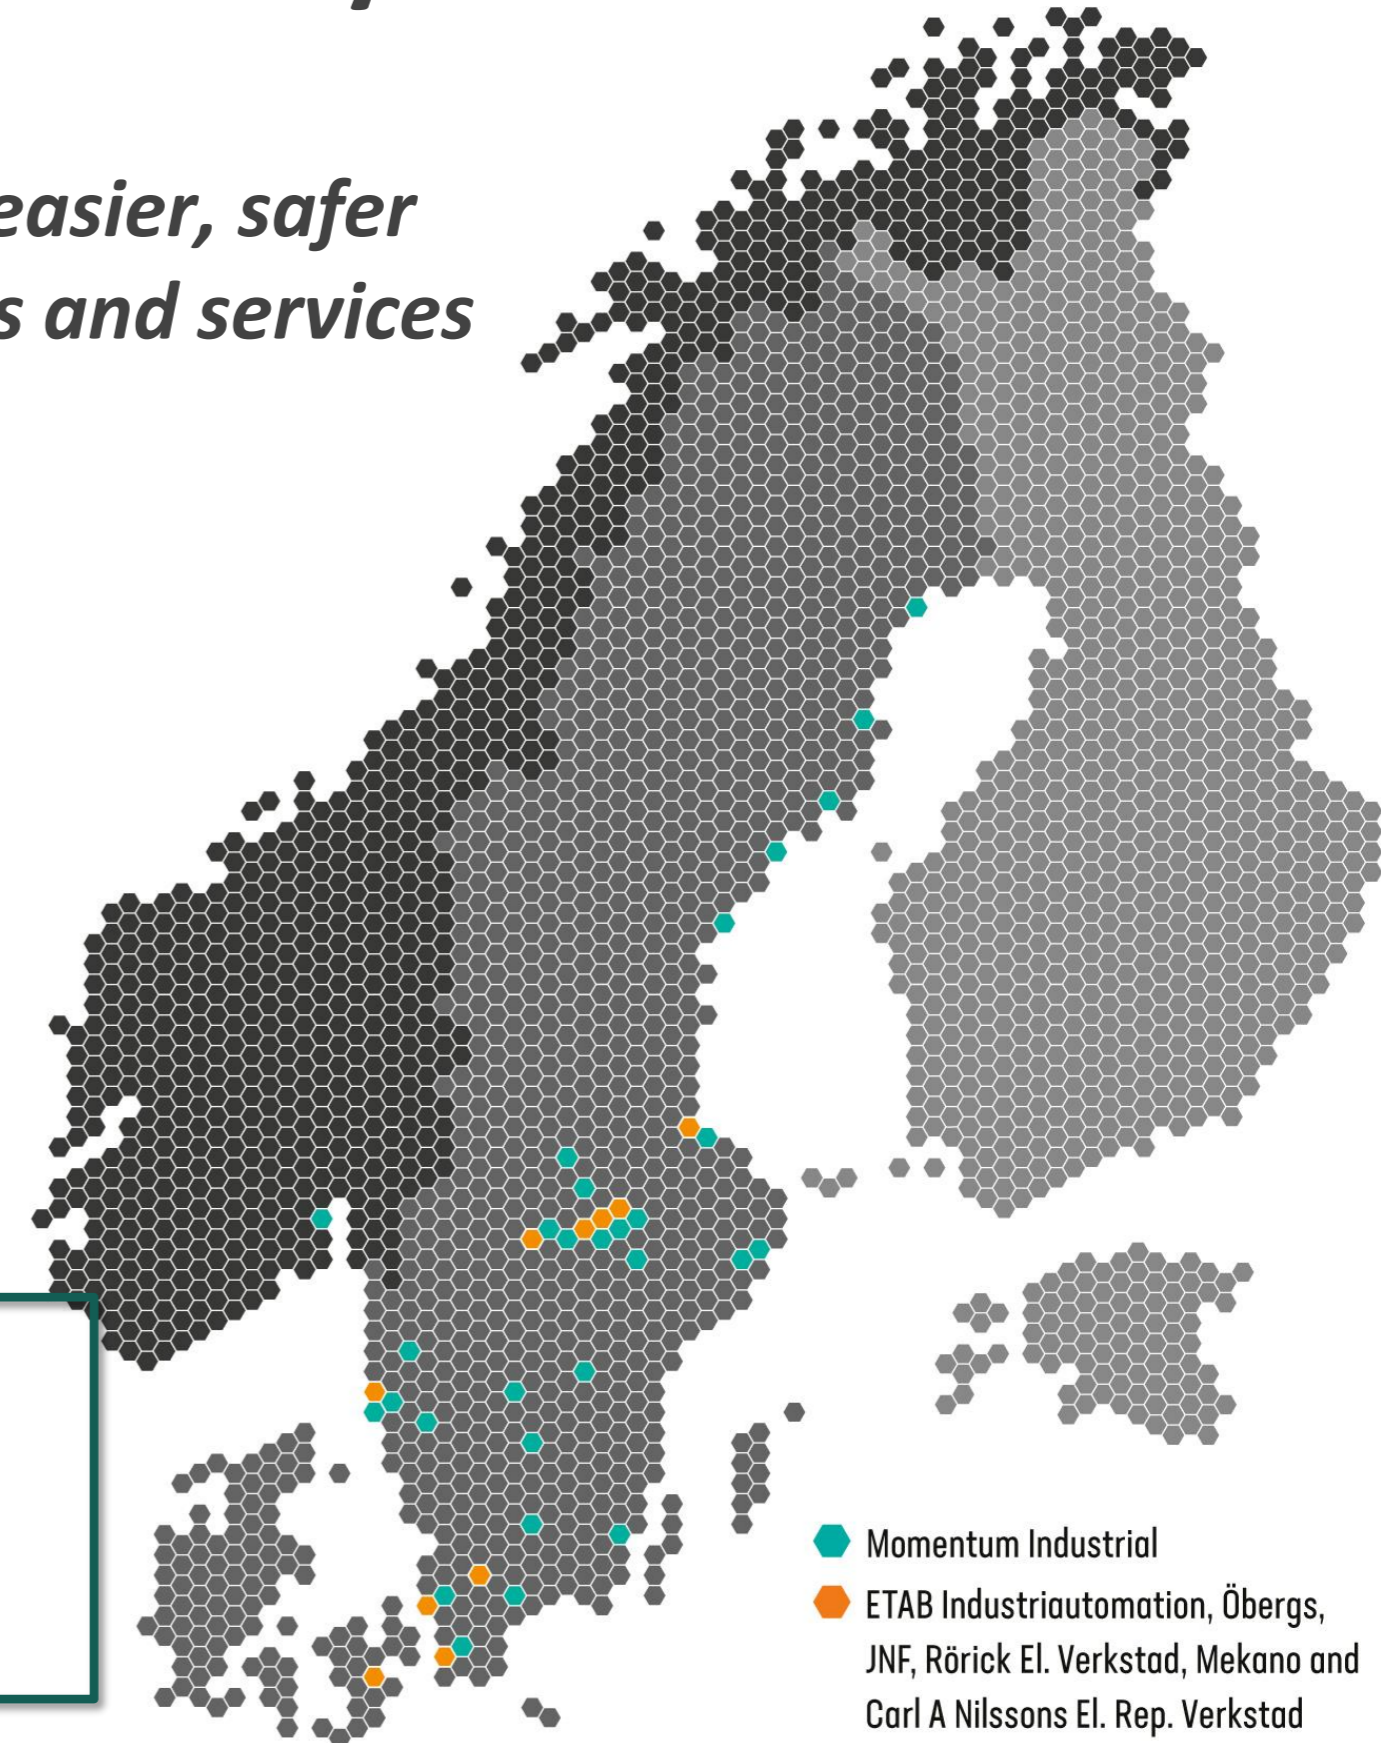 easier, safer
s and services
Momentum Industrial
ETAB Industriautomation, Öbergs,
JNF, Rörick El. Verkstad, Mekano and
Carl A Nilssons El. Rep. Verkstad